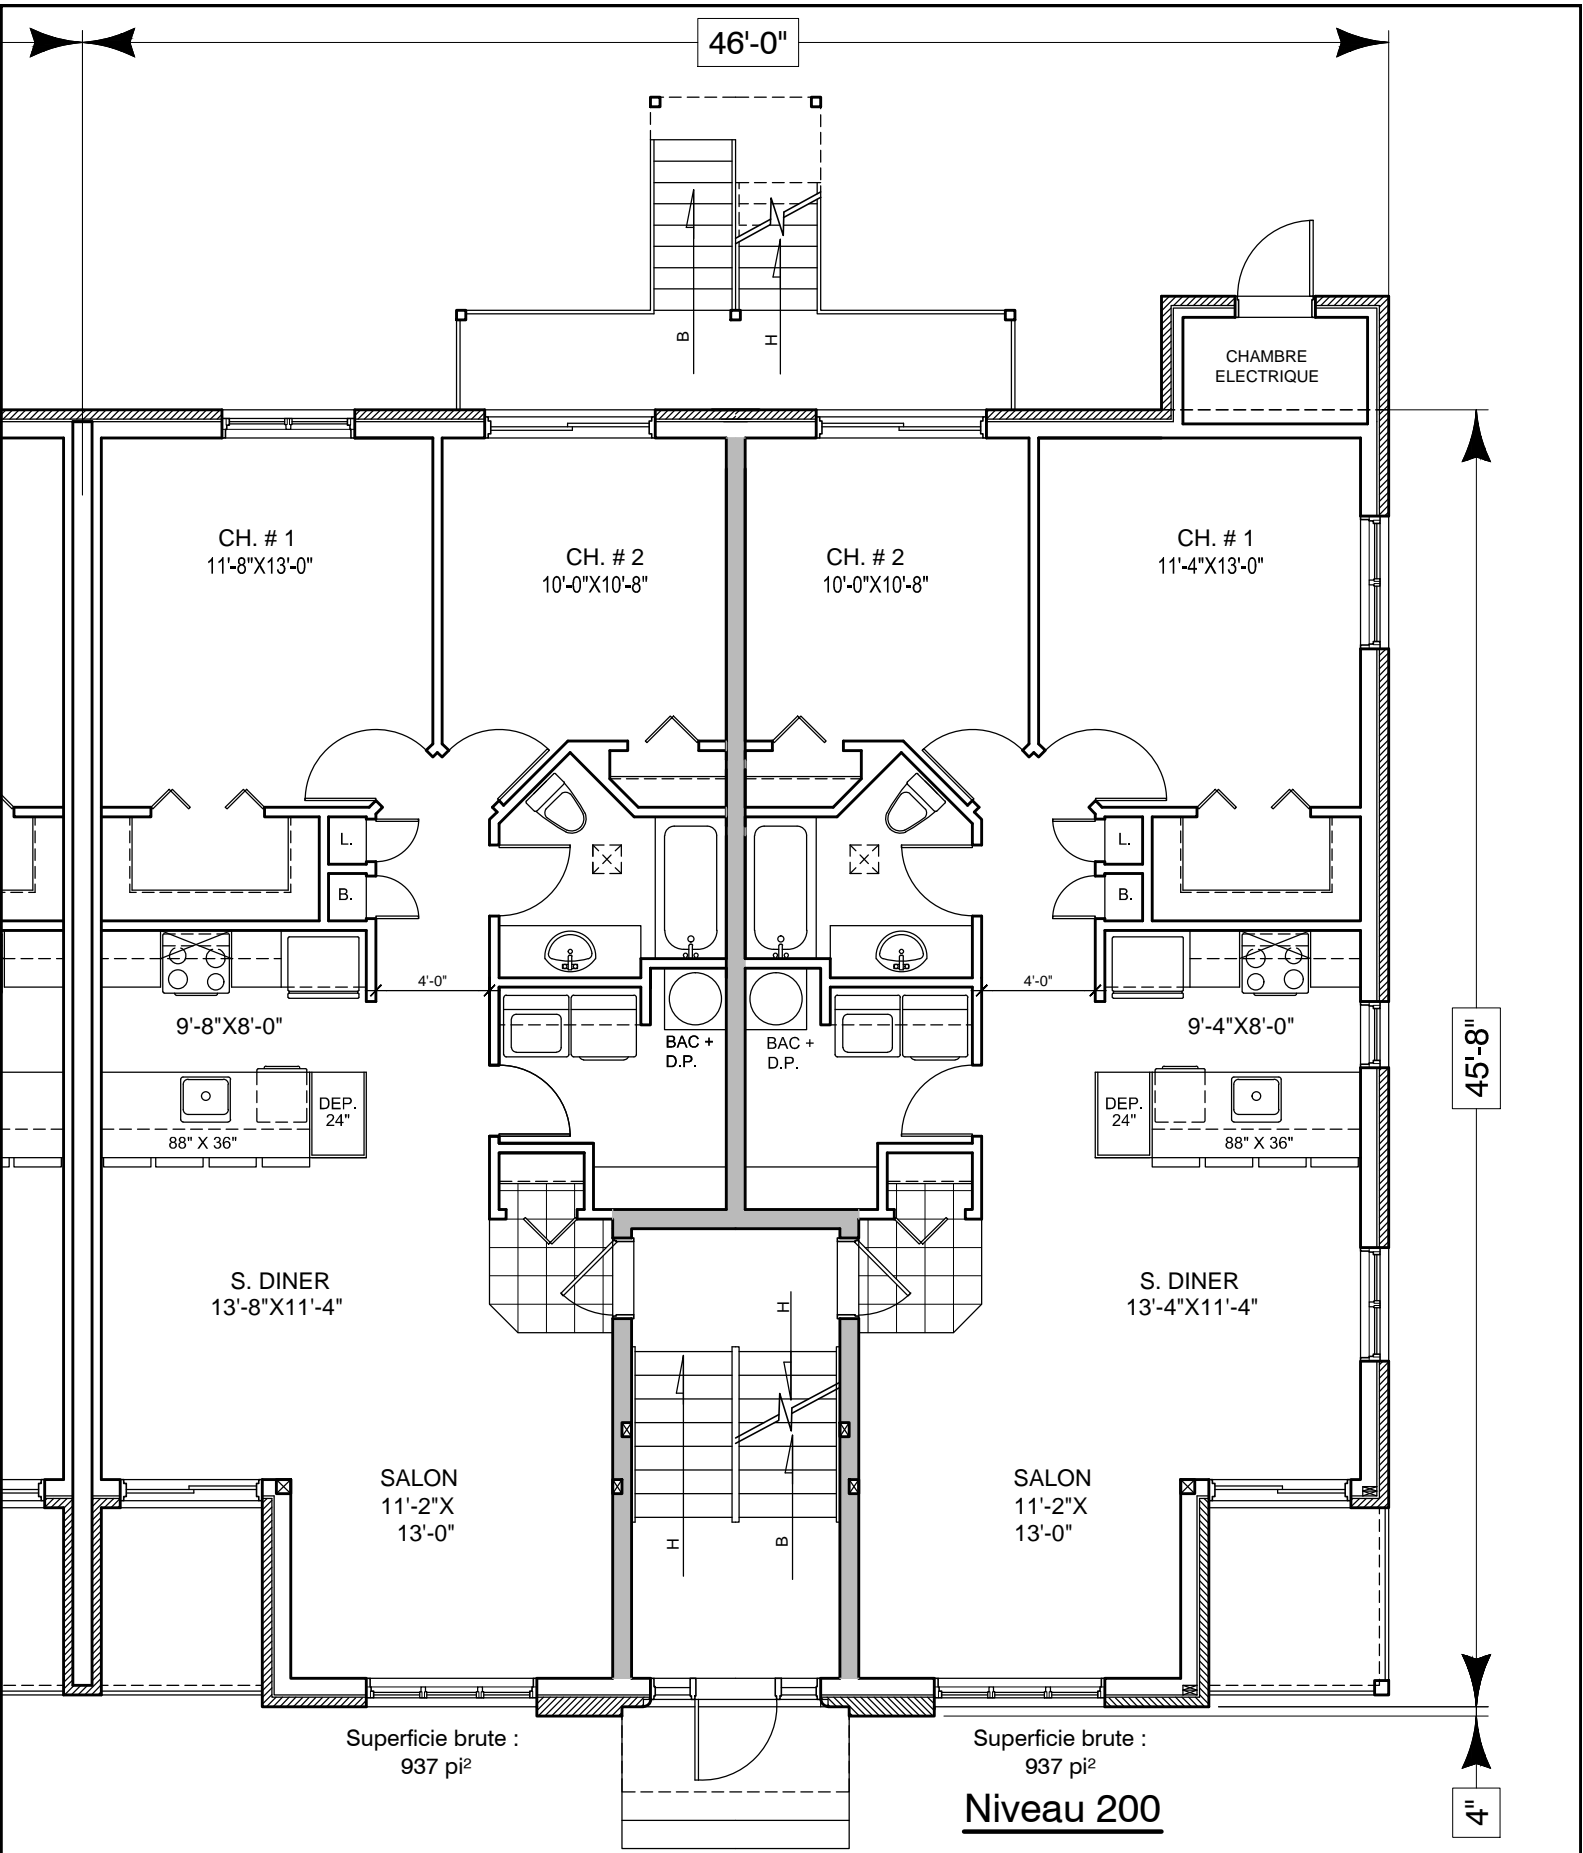 46'-0"
B
H
CHAMBRE
ELECTRIQUE
CH. # 1
11'-8"X13'-0"
CH. # 2
10'-0"X10'-8"
CH. # 2
10'-0"X10'-8"
CH. # 1
11'-4"X13'-0"
L.
B.
L.
B.
4'-0"
4'-0"
9'-8"X8'-0"
BAC +
D.P.
BAC +
D.P.
9'-4"X8'-0"
45'-8"
DEP.
24"
88" X 36"
DEP.
24"
88" X 36"
S. DINER
13'-8"X11'-4"
H
S. DINER
13'-4"X11'-4"
SALON
11'-2"X
13'-0"
H
B
SALON
11'-2"X
13'-0"
Superficie brute :
937 pi²
Superficie brute :
937 pi²
Niveau 200
4"